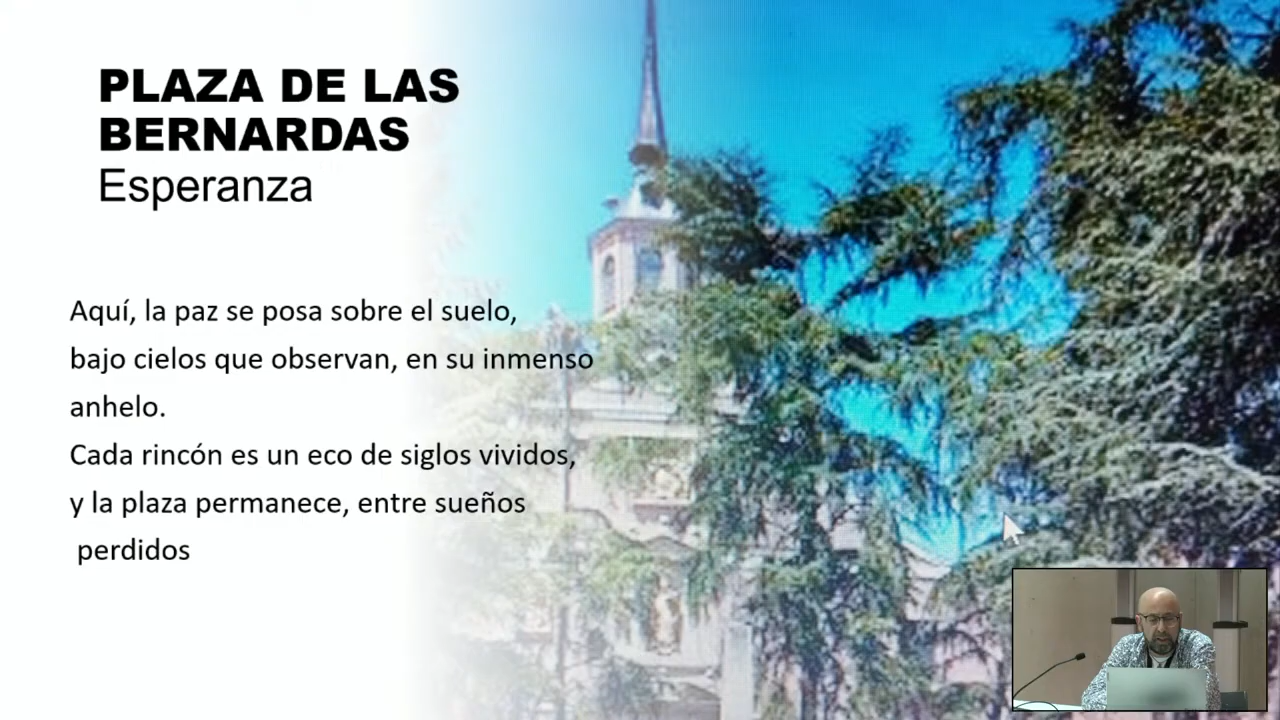 PLAZA DE LAS
BERNARDAS
Esperanza
Aquí, la paz se posa sobre el suelo,
bajo cielos que observan, en su inmenso
anhelo.
Cada rincón es un eco de siglos vividos,
y la plaza permanece, entre sueños
perdidos